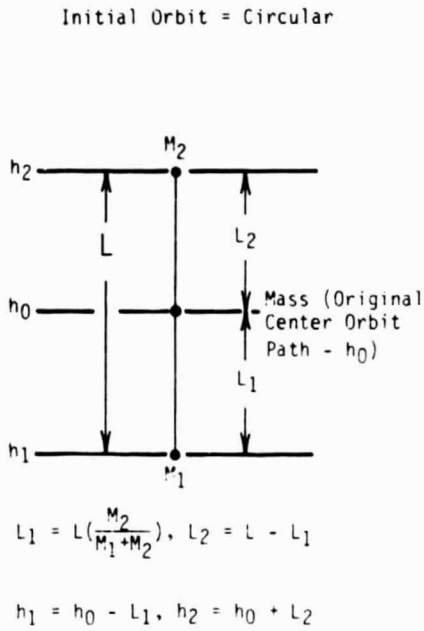 Initial Orbit = Circular
M2
h2
L
L2
h0
Mass (Original
Center Orbit
Path - h0)
L1
h1
M1
L1 = L(M2/M1+M2), L2 = L - L1
h1 = h0 - L1, h2 = h0 + L2